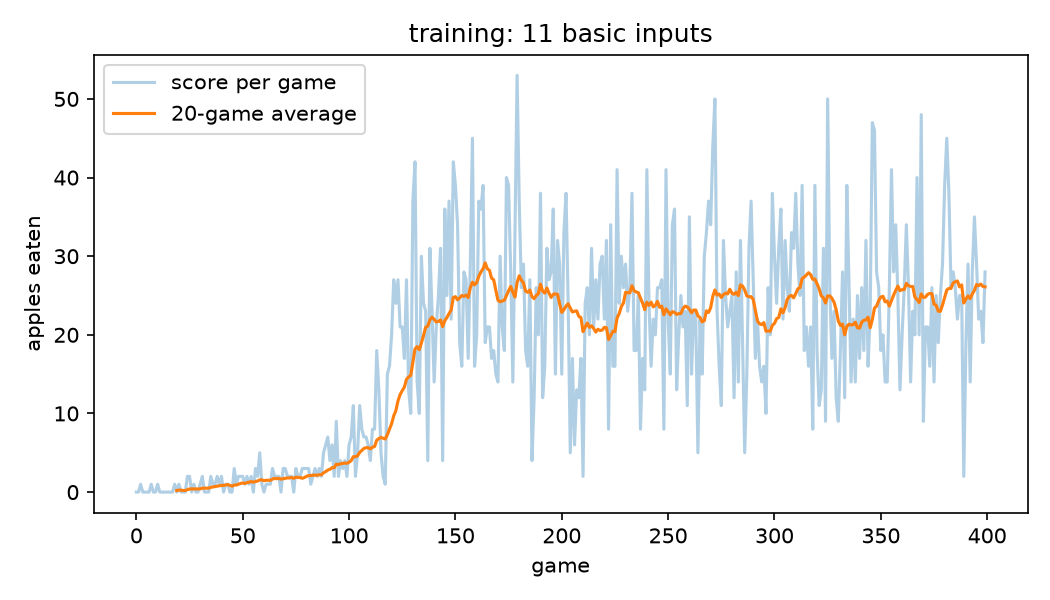 training: 11 basic inputs
score per game
20-game average
apples eaten
50
40
30
20
10
0
0 50 100 150 200 250 300 350 400
game